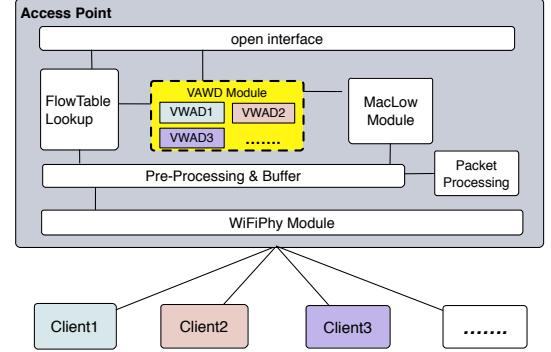 Access Point
open interface
FlowTable
Lookup
VAWD Module
VWAD1
VWAD2
VWAD3
.......
MacLow
Module
Pre-Processing & Buffer
Packet
Processing
WiFiPhy Module
Client1
Client2
Client3
.......